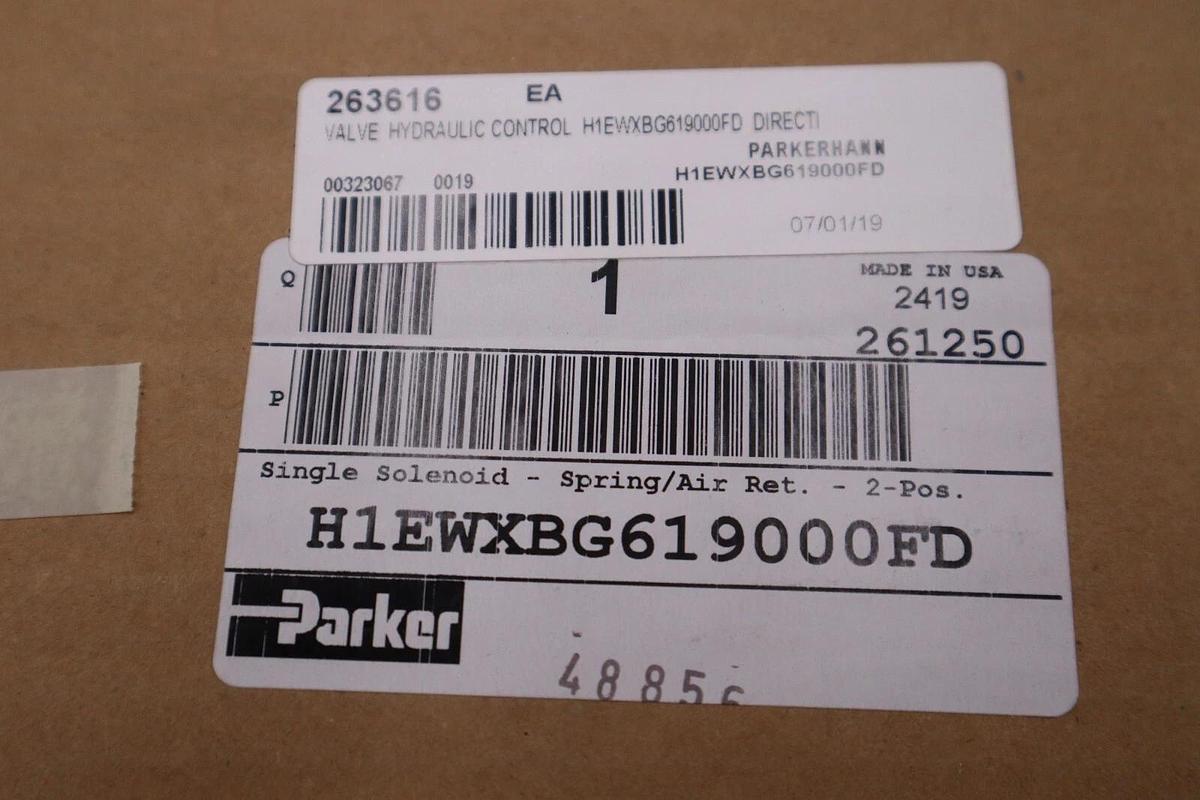 263616 EA
VALVE HYDRAULIC CONTROL H1EWXBG619000FD DIRECTI
PARKERHANN
H1EWXBG619000FD
00323067 0019
07/01/19
Q 1
MADE IN USA
2419
261250
P
Single Solenoid - Spring/Air Ret. - 2-Pos.
H1EWXBG619000FD
Parker